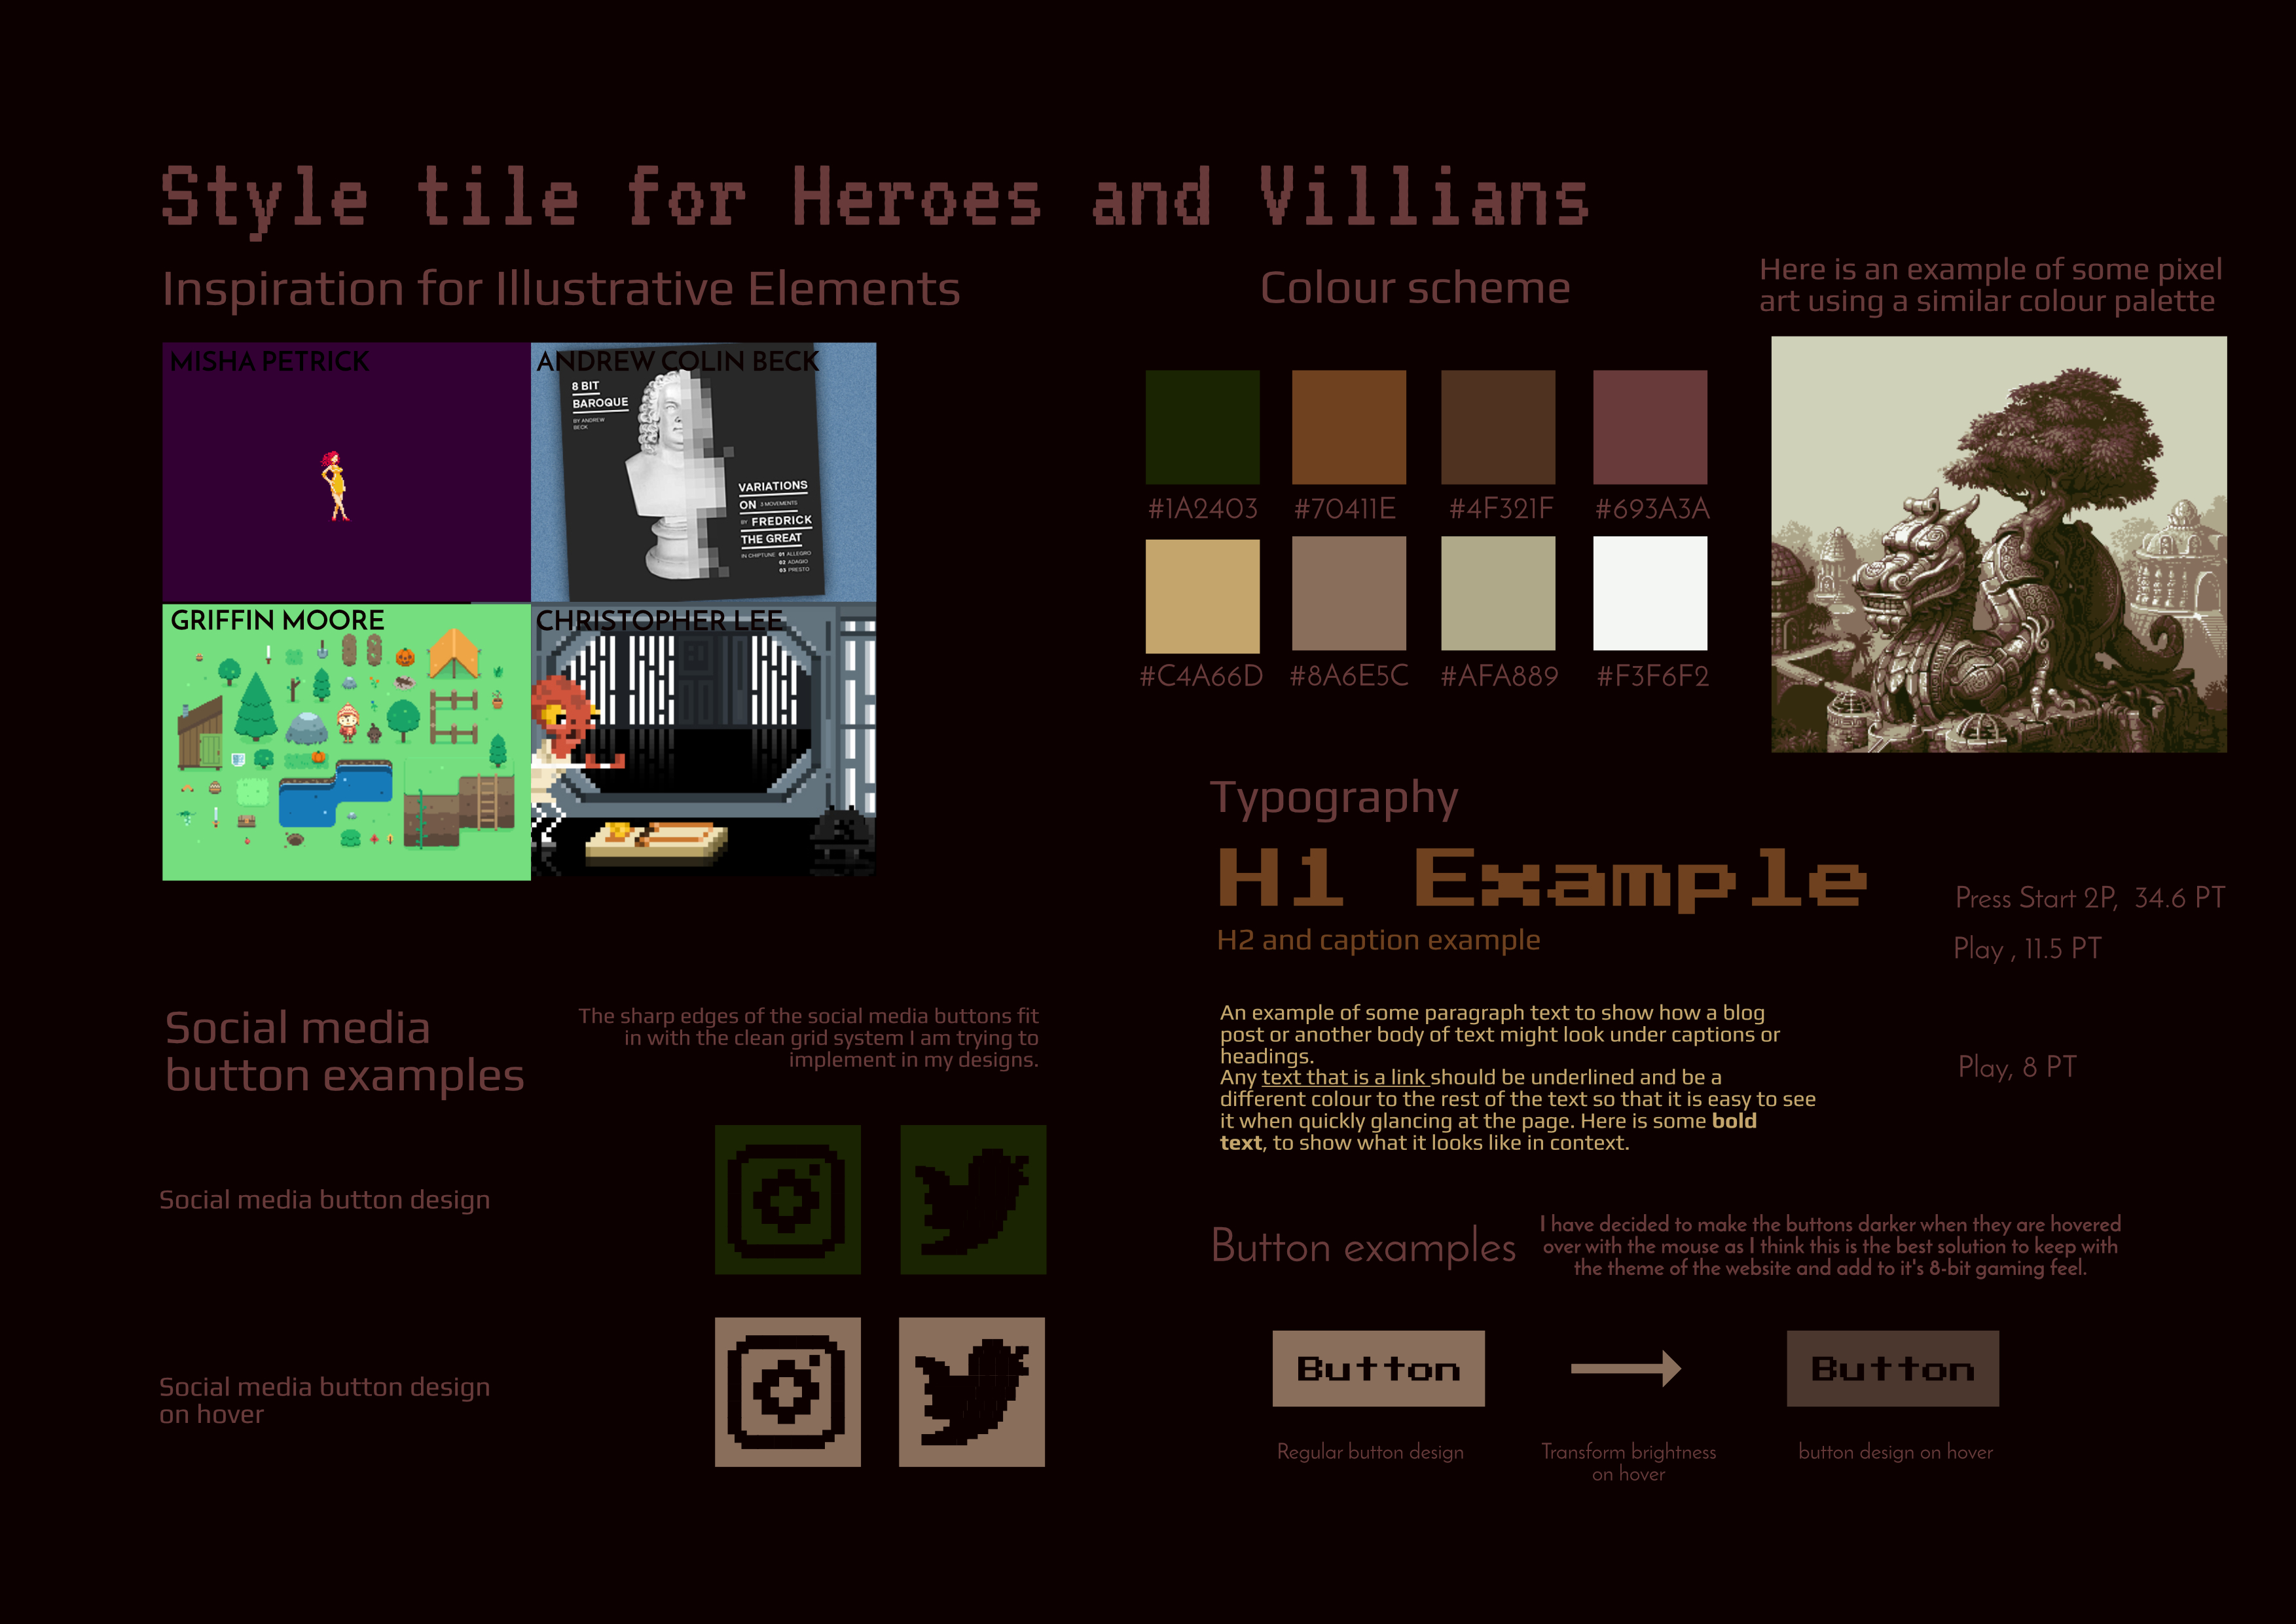 Style tile for Heroes and Villians
Inspiration for Illustrative Elements
MISHA PETRICK
ANDREW COLIN BECK
8 BIT
BAROQUE
BY ANDREW
BECK
VARIATIONS
ON 3 MOVEMENTS
BY FREDRICK
THE GREAT
IN CHIPTUNE 01 ALLEGRO
02 ADAGIO
03 PRESTO
GRIFFIN MOORE
CHRISTOPHER LEE
Colour scheme
#1A2403 #70411E #4F321F #693A3A
#C4A66D #8A6E5C #AFA889 #F3F6F2
Here is an example of some pixel
art using a similar colour palette
Typography
H1 Example
Press Start 2P, 34.6 PT
H2 and caption example
Play , 11.5 PT
An example of some paragraph text to show how a blog
post or another body of text might look under captions or
headings.
Any text that is a link should be underlined and be a
different colour to the rest of the text so that it is easy to see
it when quickly glancing at the page. Here is some bold
text, to show what it looks like in context.
Play, 8 PT
Social media
button examples
The sharp edges of the social media buttons fit
in with the clean grid system I am trying to
implement in my designs.
Social media button design
Social media button design
on hover
Button examples
I have decided to make the buttons darker when they are hovered
over with the mouse as I think this is the best solution to keep with
the theme of the website and add to it's 8-bit gaming feel.
Button
Button
Regular button design
Transform brightness
on hover
button design on hover